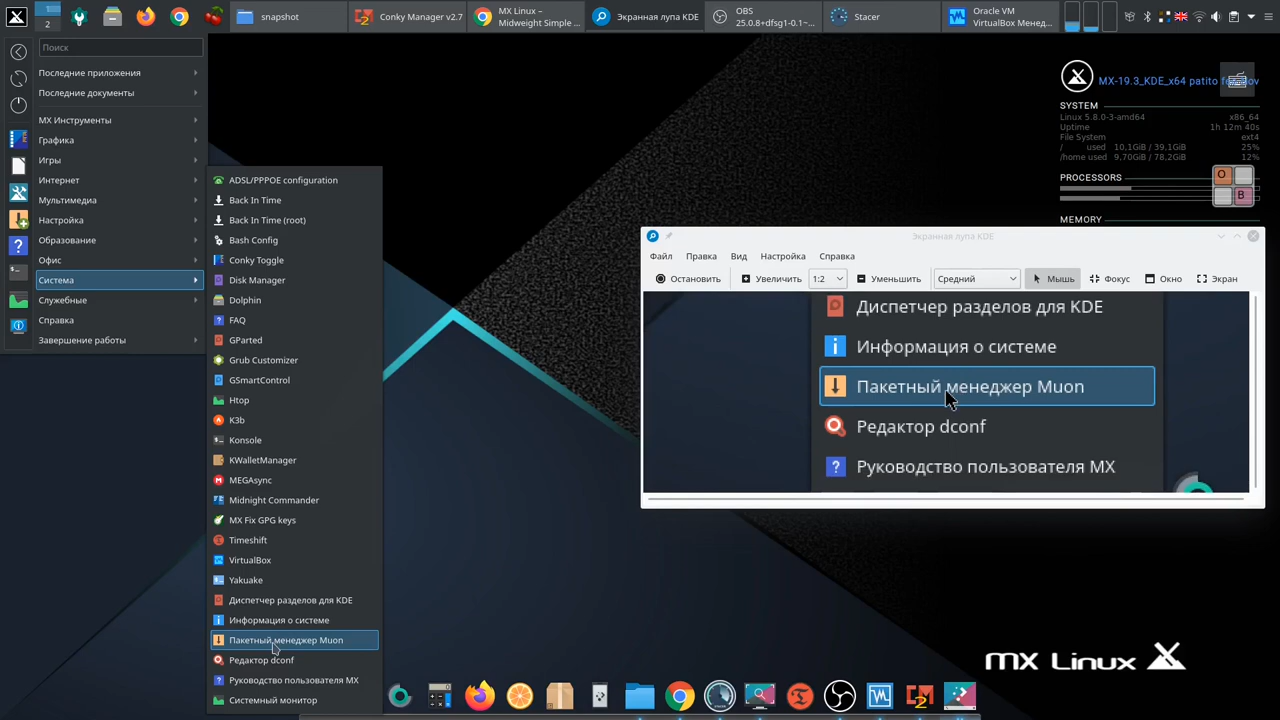 1
2
snapshot
Conky Manager v2.7
MX Linux –
Midweight Simple ...
Экранная лупа KDE
OBS
25.0.8+dfsg1-0.1~...
Stacer
Oracle VM
VirtualBox Менед...
Поиск
Последние приложения
Последние документы
MX Инструменты
Графика
Игры
Интернет
Мультимедиа
Настройка
Образование
Офис
Система
Служебные
Справка
Завершение работы
ADSL/PPPOE configuration
Back In Time
Back In Time (root)
Bash Config
Conky Toggle
Disk Manager
Dolphin
FAQ
GParted
Grub Customizer
GSmartControl
Htop
K3b
Konsole
KWalletManager
MEGAsync
Midnight Commander
MX Fix GPG keys
Timeshift
VirtualBox
Yakuake
Диспетчер разделов для KDE
Информация о системе
Пакетный менеджер Muon
Редактор dconf
Руководство пользователя MX
Системный монитор
MX-19.3_KDE_x64 patito
SYSTEM
Linux 5.8.0-3-amd64 x86_64
Uptime 1h 12m 40s
File System ext4
/ used 10,1GiB / 39,1GiB 25%
/home used 9,70GiB / 78,2GiB 12%
PROCESSORS
O
B
MEMORY
Экранная лупа KDE
Файл Правка Вид Настройка Справка
Остановить Увеличить 1:2 Уменьшить Средний Мышь Фокус Окно Экран
Диспетчер разделов для KDE
Информация о системе
Пакетный менеджер Muon
Редактор dconf
Руководство пользователя MX
MX Linux